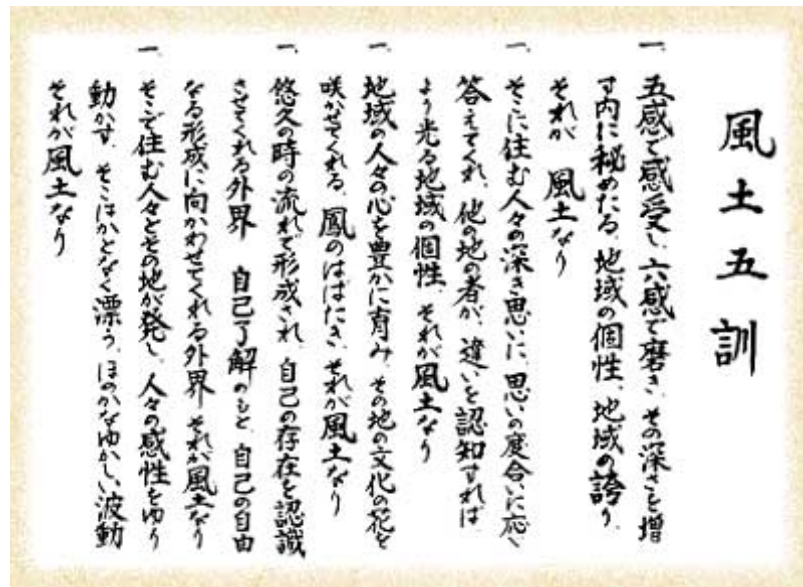 風土五訓
一、五感で感受し、六感で磨き、その深さを増
す内に秘めたる、地域の個性、地域の誇り、
それが 風土なり
一、そこに住む人々の深き思いに、思いの度合いに応じ
答えてくれ、他の地の者が、違いを認知すれば
より光る地域の個性、それが風土なり
一、地域の人々の心を豊かに育み、その地の文化の花を
咲かせてくれる、鳳のはばたき、それが風土なり
一、悠久の時の流れで形成され、自己の存在を認識
させてくれる外界 自己了解のもと、自己の自由
なる形成に向かわせてくれる外界 それが風土なり
一、そこで住む人々とその地が発し、人々の感性をゆり
動かす、そこはかとなく漂う、ほのかなゆかしい波動
それが風土なり